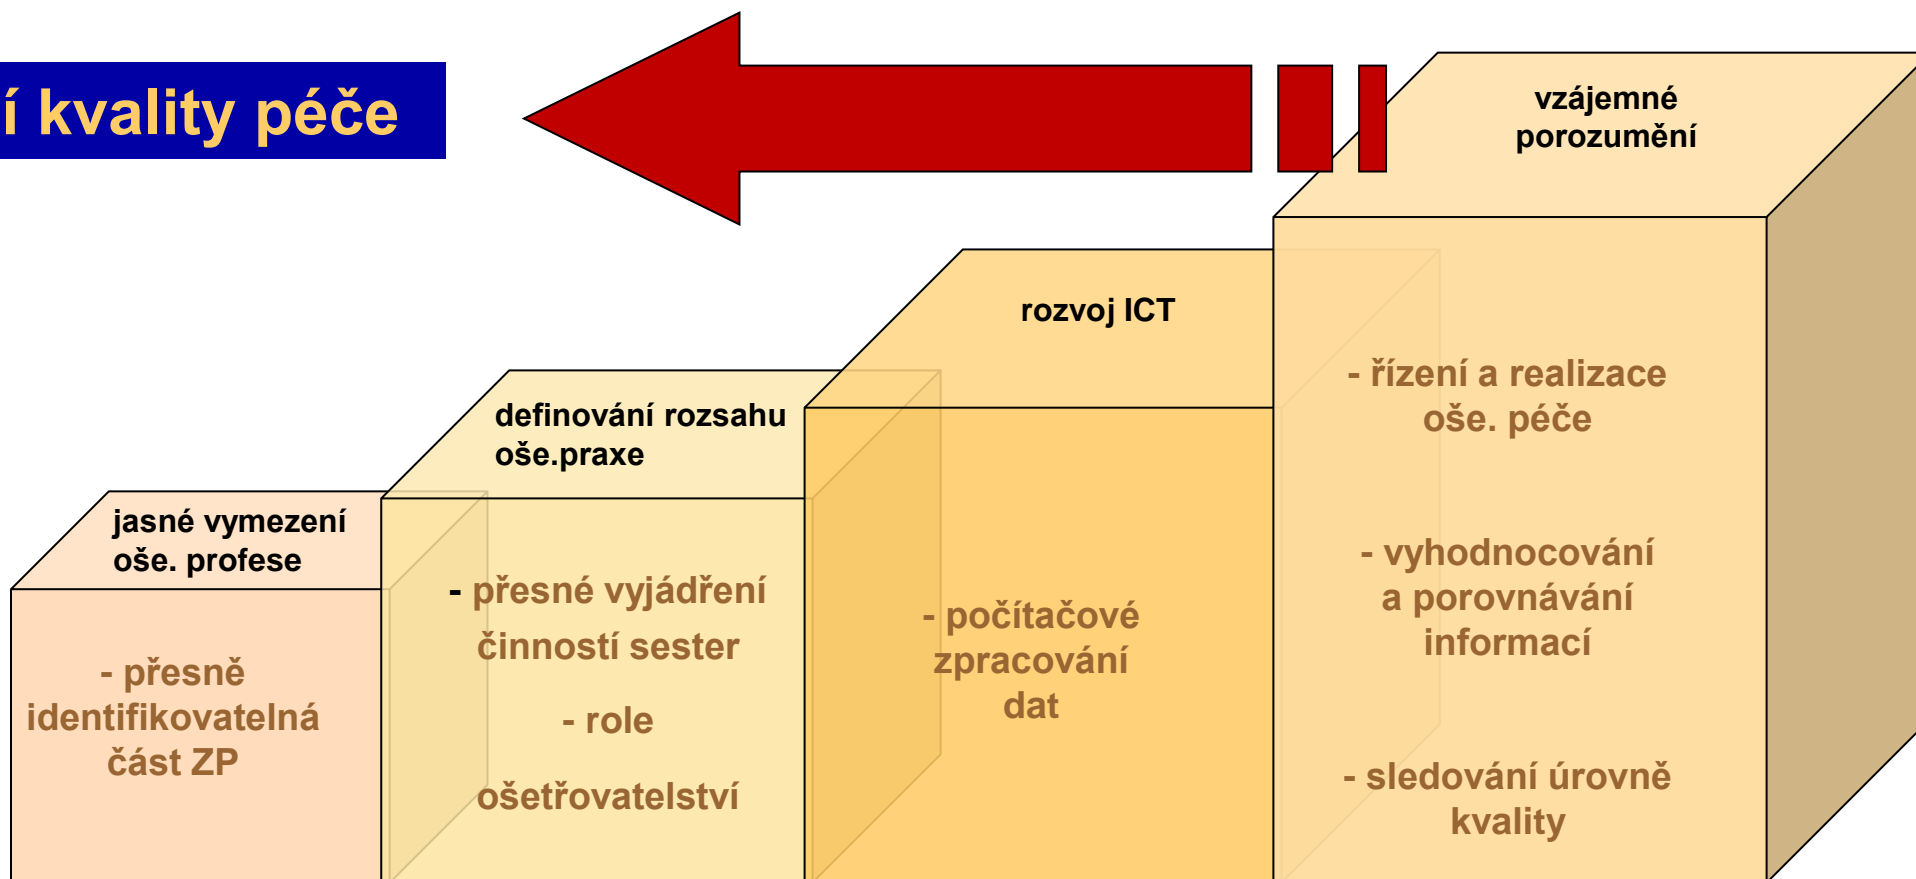 í kvality péče
vzájemné
porozumění
rozvoj ICT
definování rozsahu
oše.praxe
jasné vymezení
oše. profese
- přesně
identifikovatelná
část ZP
- přesné vyjádření
činností sester
- role
ošetřovatelství
- počítačové
zpracování
dat
- řízení a realizace
oše. péče
- vyhodnocování
a porovnávání
informací
- sledování úrovně
kvality